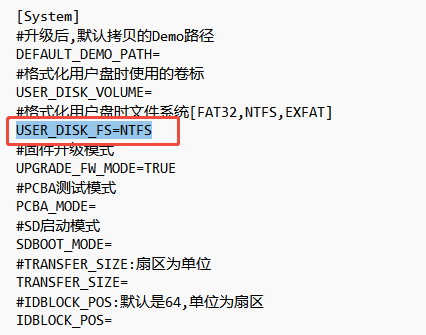 [System]
#升级后,默认拷贝的Demo路径
DEFAULT_DEMO_PATH=
#格式化用户盘时使用的卷标
USER_DISK_VOLUME=
#格式化用户盘时文件系统[FAT32,NTFS,EXFAT]
USER_DISK_FS=NTFS
#固件升级模式
UPGRADE_FW_MODE=TRUE
#PCBA测试模式
PCBA_MODE=
#SD启动模式
SDBOOT_MODE=
#TRANSFER_SIZE:扇区为单位
TRANSFER_SIZE=
#IDBLOCK_POS:默认是64,单位为扇区
IDBLOCK_POS=